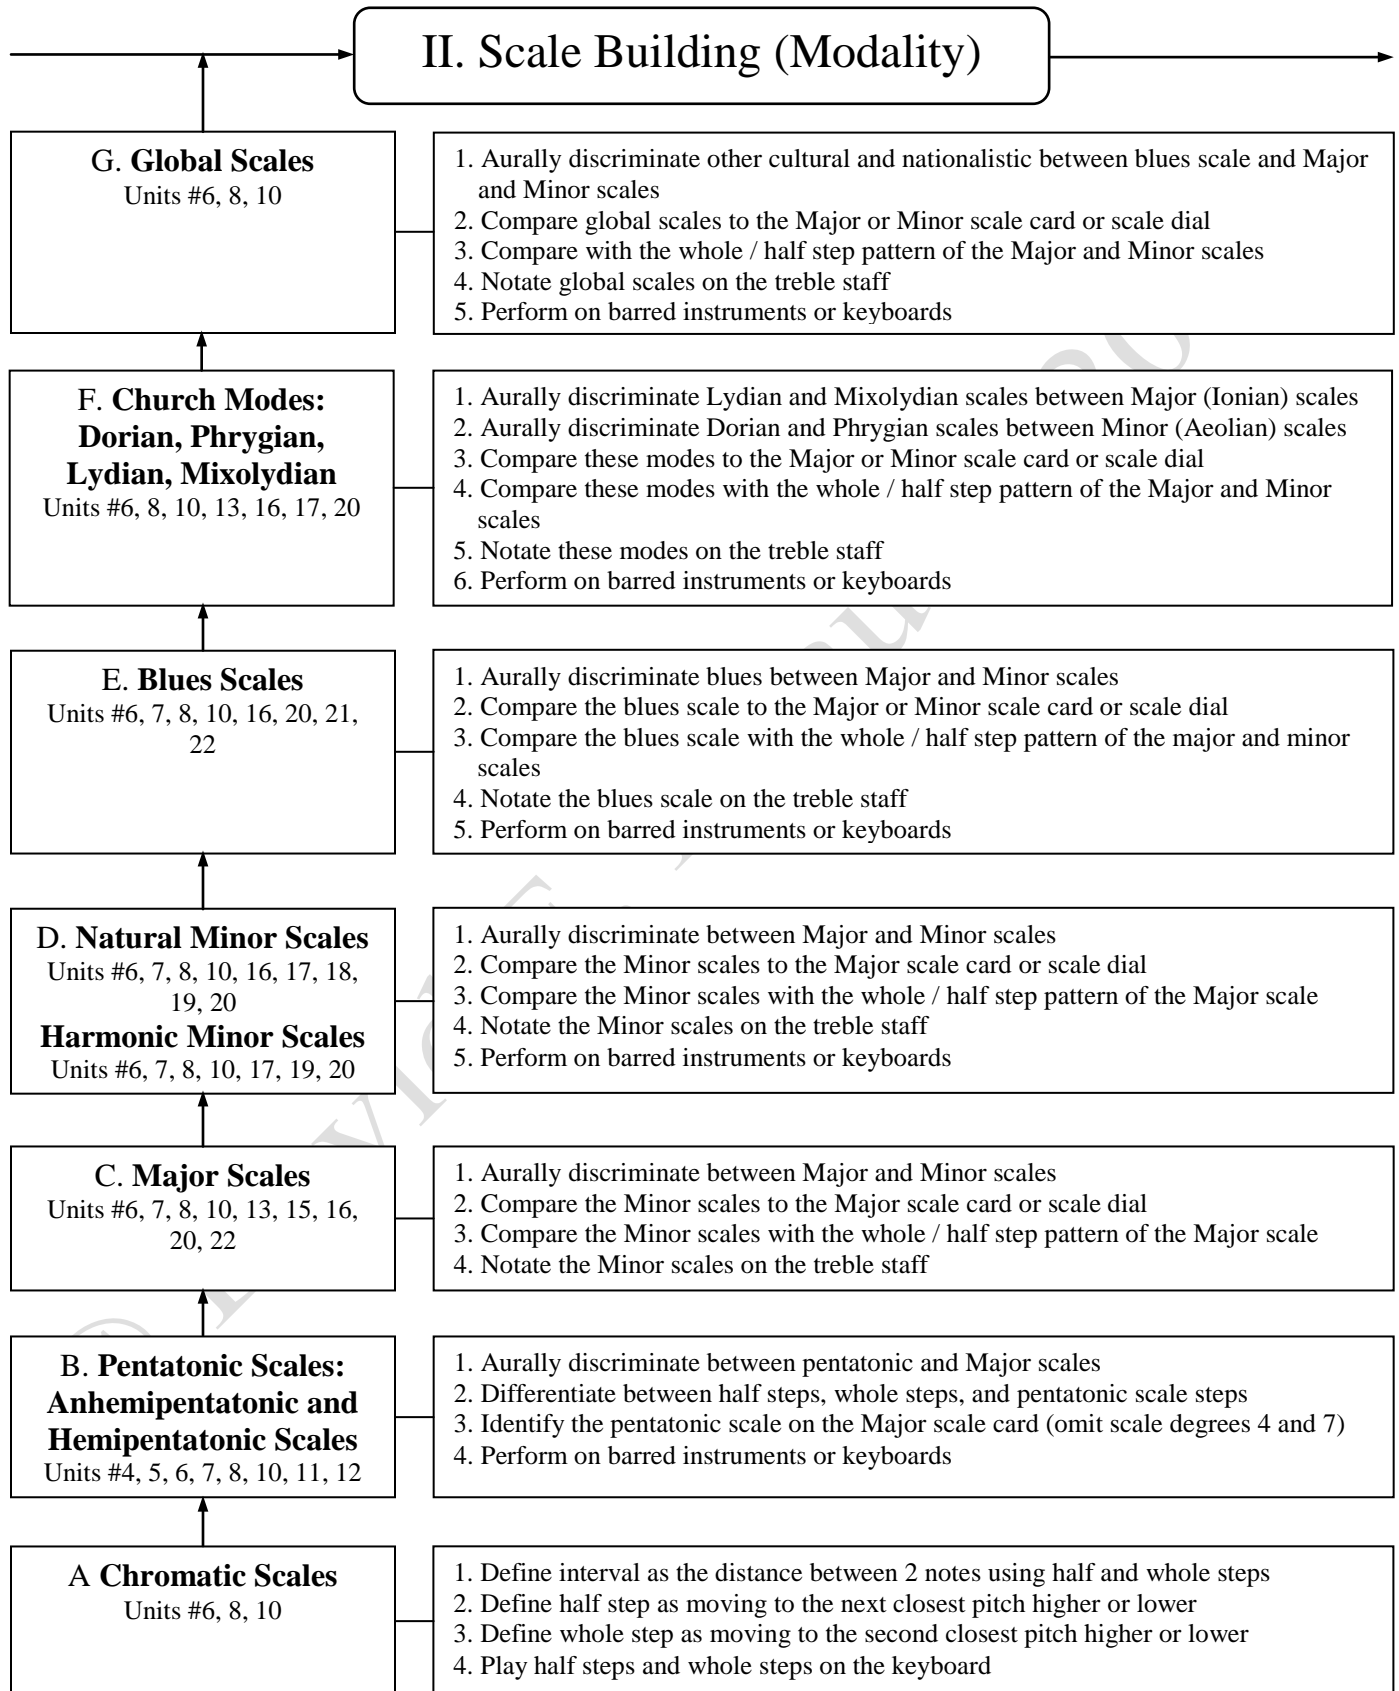 II. Scale Building (Modality)
G. Global Scales
Units #6, 8, 10
1. Aurally discriminate other cultural and nationalistic between blues scale and Major
and Minor scales
2. Compare global scales to the Major or Minor scale card or scale dial
3. Compare with the whole / half step pattern of the Major and Minor scales
4. Notate global scales on the treble staff
5. Perform on barred instruments or keyboards
F. Church Modes:
Dorian, Phrygian,
Lydian, Mixolydian
Units #6, 8, 10, 13, 16, 17, 20
1. Aurally discriminate Lydian and Mixolydian scales between Major (Ionian) scales
2. Aurally discriminate Dorian and Phrygian scales between Minor (Aeolian) scales
3. Compare these modes to the Major or Minor scale card or scale dial
4. Compare these modes with the whole / half step pattern of the Major and Minor
scales
5. Notate these modes on the treble staff
6. Perform on barred instruments or keyboards
E. Blues Scales
Units #6, 7, 8, 10, 16, 20, 21,
22
1. Aurally discriminate blues between Major and Minor scales
2. Compare the blues scale to the Major or Minor scale card or scale dial
3. Compare the blues scale with the whole / half step pattern of the major and minor
scales
4. Notate the blues scale on the treble staff
5. Perform on barred instruments or keyboards
D. Natural Minor Scales
Units #6, 7, 8, 10, 16, 17, 18,
19, 20
Harmonic Minor Scales
Units #6, 7, 8, 10, 17, 19, 20
1. Aurally discriminate between Major and Minor scales
2. Compare the Minor scales to the Major scale card or scale dial
3. Compare the Minor scales with the whole / half step pattern of the Major scale
4. Notate the Minor scales on the treble staff
5. Perform on barred instruments or keyboards
C. Major Scales
Units #6, 7, 8, 10, 13, 15, 16,
20, 22
1. Aurally discriminate between Major and Minor scales
2. Compare the Minor scales to the Major scale card or scale dial
3. Compare the Minor scales with the whole / half step pattern of the Major scale
4. Notate the Minor scales on the treble staff
B. Pentatonic Scales:
Anhemipentatonic and
Hemipentatonic Scales
Units #4, 5, 6, 7, 8, 10, 11, 12
1. Aurally discriminate between pentatonic and Major scales
2. Differentiate between half steps, whole steps, and pentatonic scale steps
3. Identify the pentatonic scale on the Major scale card (omit scale degrees 4 and 7)
4. Perform on barred instruments or keyboards
A Chromatic Scales
Units #6, 8, 10
1. Define interval as the distance between 2 notes using half and whole steps
2. Define half step as moving to the next closest pitch higher or lower
3. Define whole step as moving to the second closest pitch higher or lower
4. Play half steps and whole steps on the keyboard